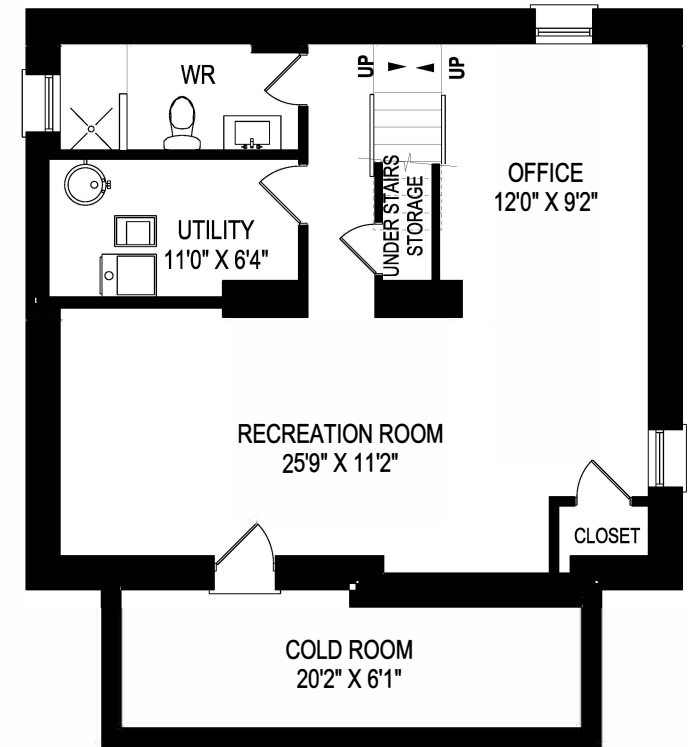 WR
UP
UP
OFFICE
12'0" X 9'2"
UNDER STAIRS
STORAGE
UTILITY
11'0" X 6'4"
RECREATION ROOM
25'9" X 11'2"
CLOSET
COLD ROOM
20'2" X 6'1"